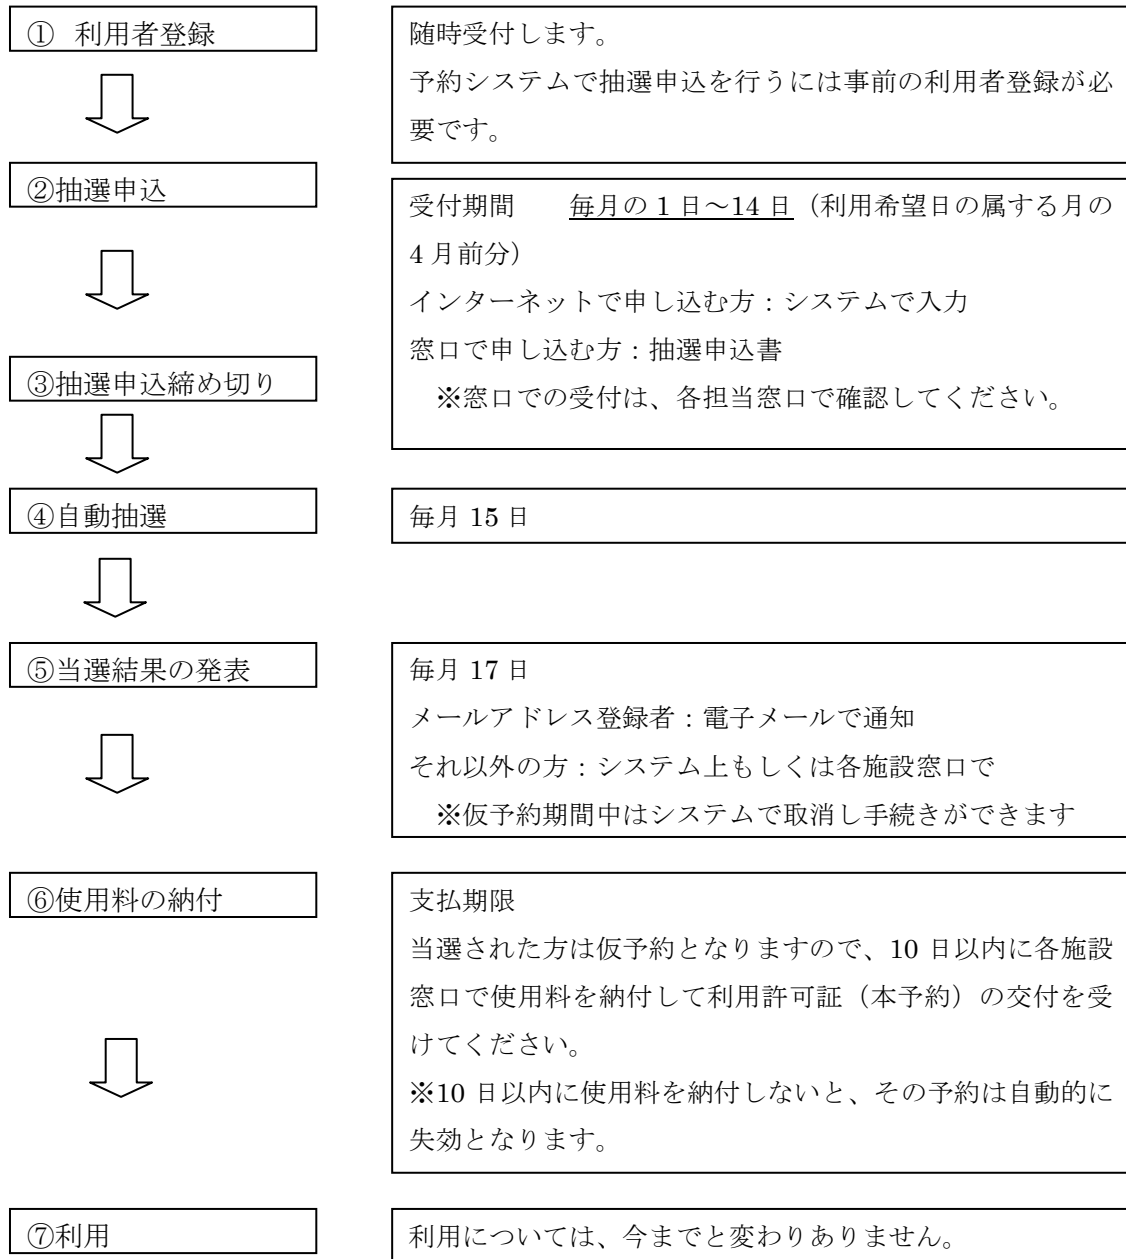 ① 利用者登録
随時受付します。
予約システムで抽選申込を行うには事前の利用者登録が必
要です。
②抽選申込
受付期間　　毎月の 1 日～14 日（利用希望日の属する月の
4 月前分）
インターネットで申し込む方：システムで入力
窓口で申し込む方：抽選申込書
※窓口での受付は、各担当窓口で確認してください。
③抽選申込締め切り
④自動抽選
毎月 15 日
⑤当選結果の発表
毎月 17 日
メールアドレス登録者：電子メールで通知
それ以外の方：システム上もしくは各施設窓口で
※仮予約期間中はシステムで取消し手続きができます
⑥使用料の納付
支払期限
当選された方は仮予約となりますので、10 日以内に各施設
窓口で使用料を納付して利用許可証（本予約）の交付を受
けてください。
※10 日以内に使用料を納付しないと、その予約は自動的に
失効となります。
⑦利用
利用については、今までと変わりありません。